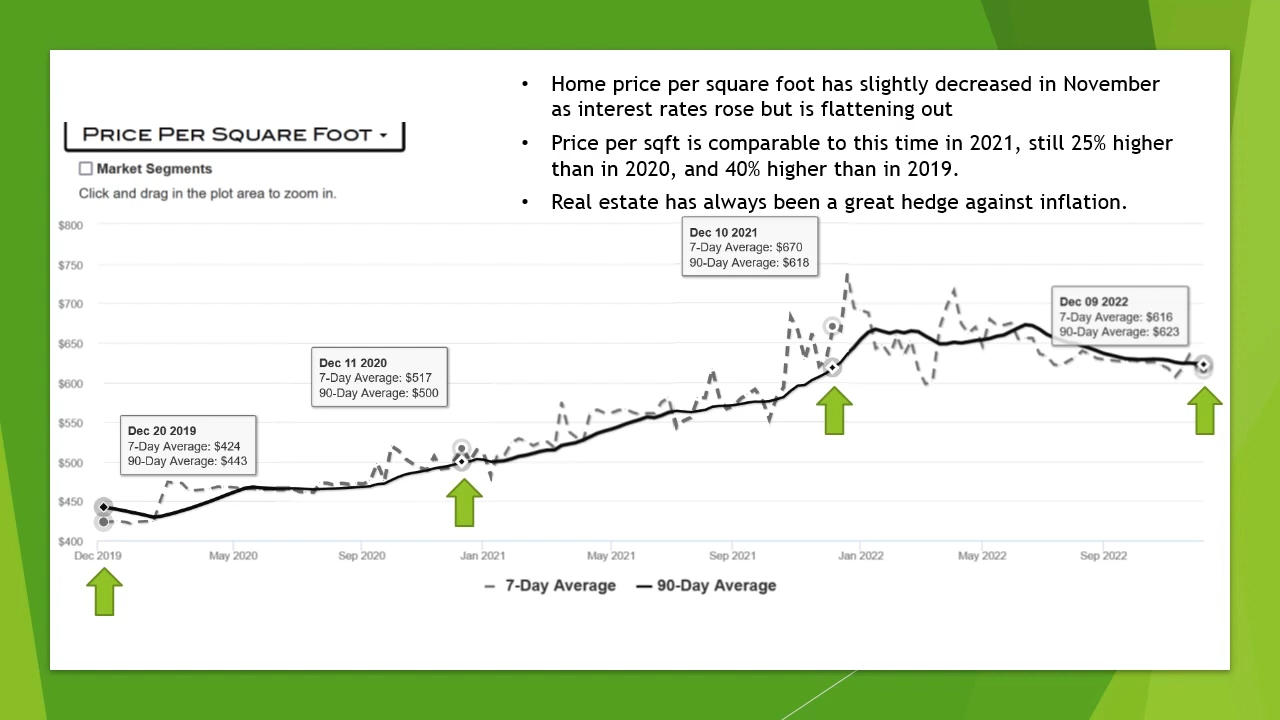 • Home price per square foot has slightly decreased in November
as interest rates rose but is flattening out
• Price per sqft is comparable to this time in 2021, still 25% higher
than in 2020, and 40% higher than in 2019.
• Real estate has always been a great hedge against inflation.
PRICE PER SQUARE FOOT
Market Segments
Click and drag in the plot area to zoom in.
$800
$750
$700
$650
$600
$550
$500
$450
$400
Dec 20 2019
7-Day Average: $424
90-Day Average: $443
Dec 11 2020
7-Day Average: $517
90-Day Average: $500
Dec 10 2021
7-Day Average: $670
90-Day Average: $618
Dec 09 2022
7-Day Average: $616
90-Day Average: $623
Dec 2019 May 2020 Sep 2020 Jan 2021 May 2021 Sep 2021 Jan 2022 May 2022 Sep 2022
7-Day Average 90-Day Average